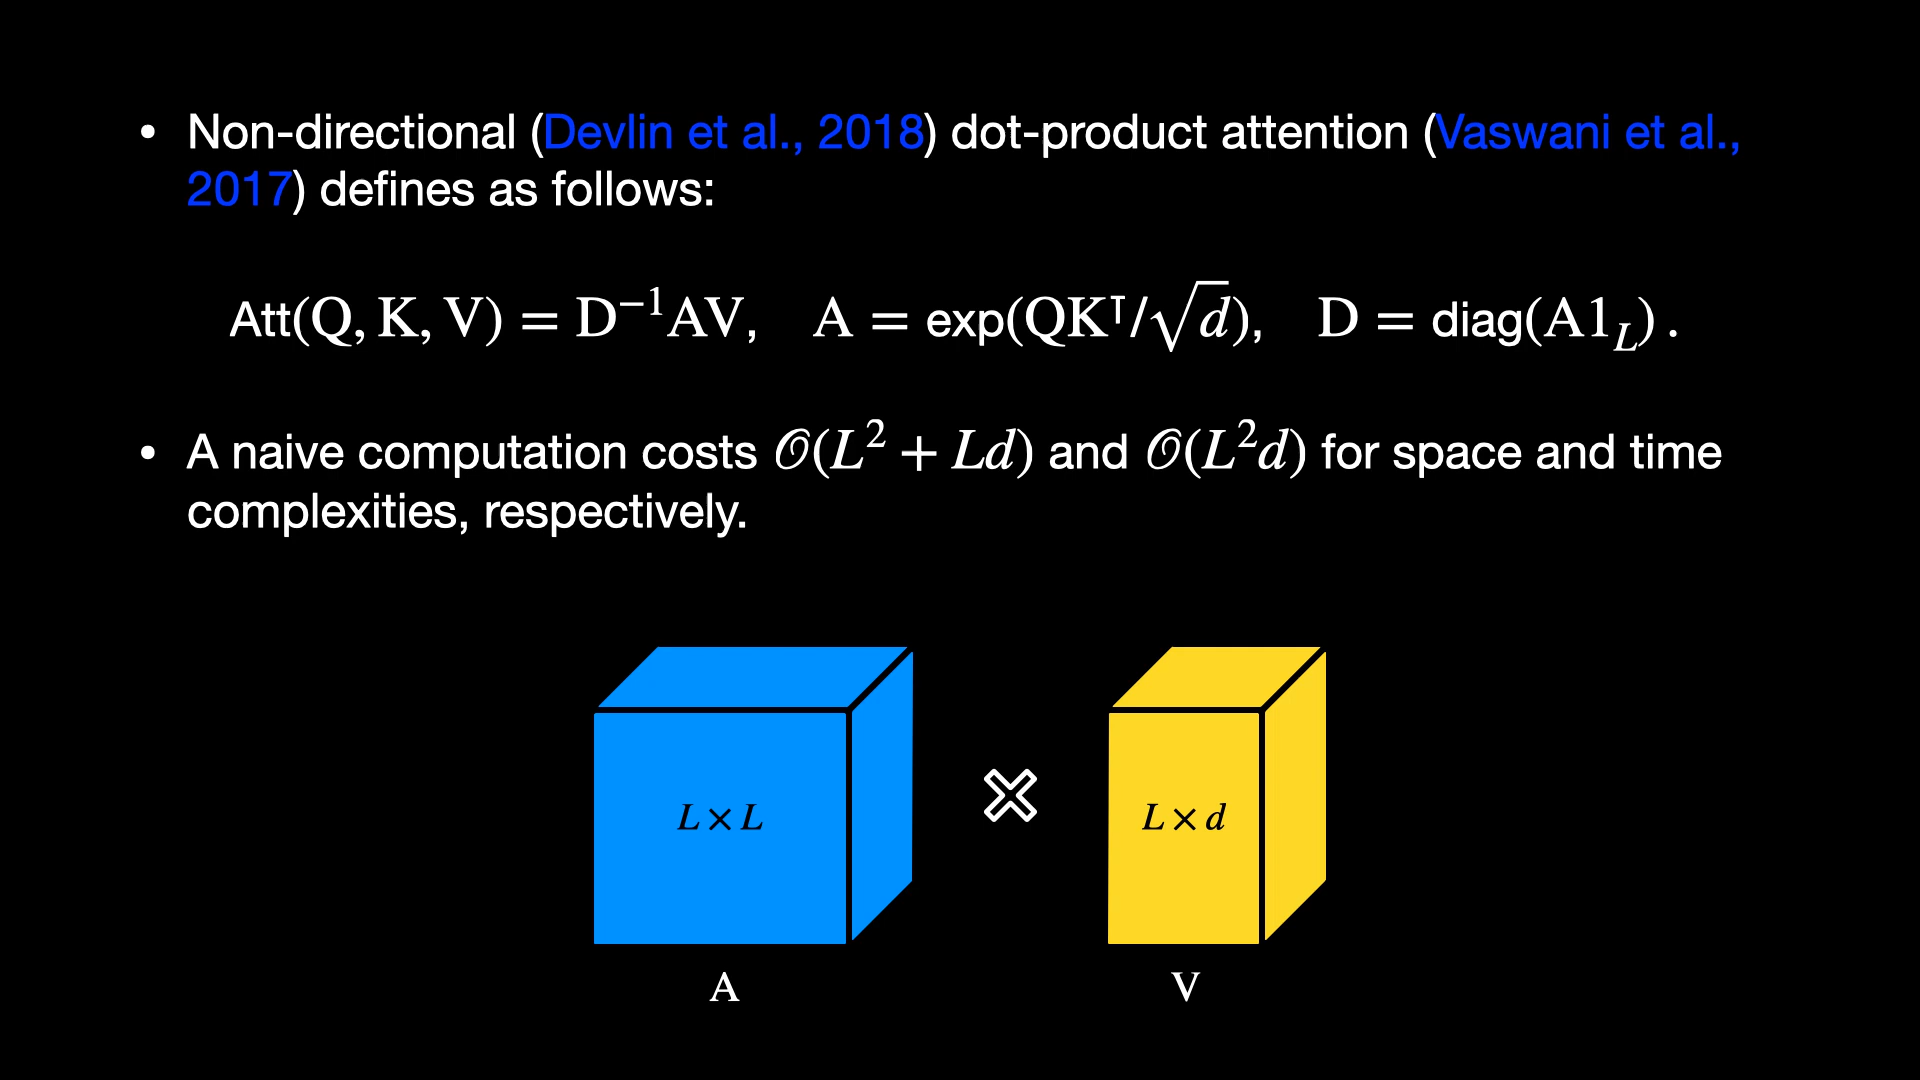 • Non-directional (Devlin et al., 2018) dot-product attention (Vaswani et al.,
2017) defines as follows:
Att(Q, K, V) = D⁻¹AV, A = exp(QK⊺/√d), D = diag(A1_L) .
• A naive computation costs 𝒪(L² + Ld) and 𝒪(L²d) for space and time
complexities, respectively.
L × L
L × d
A
V